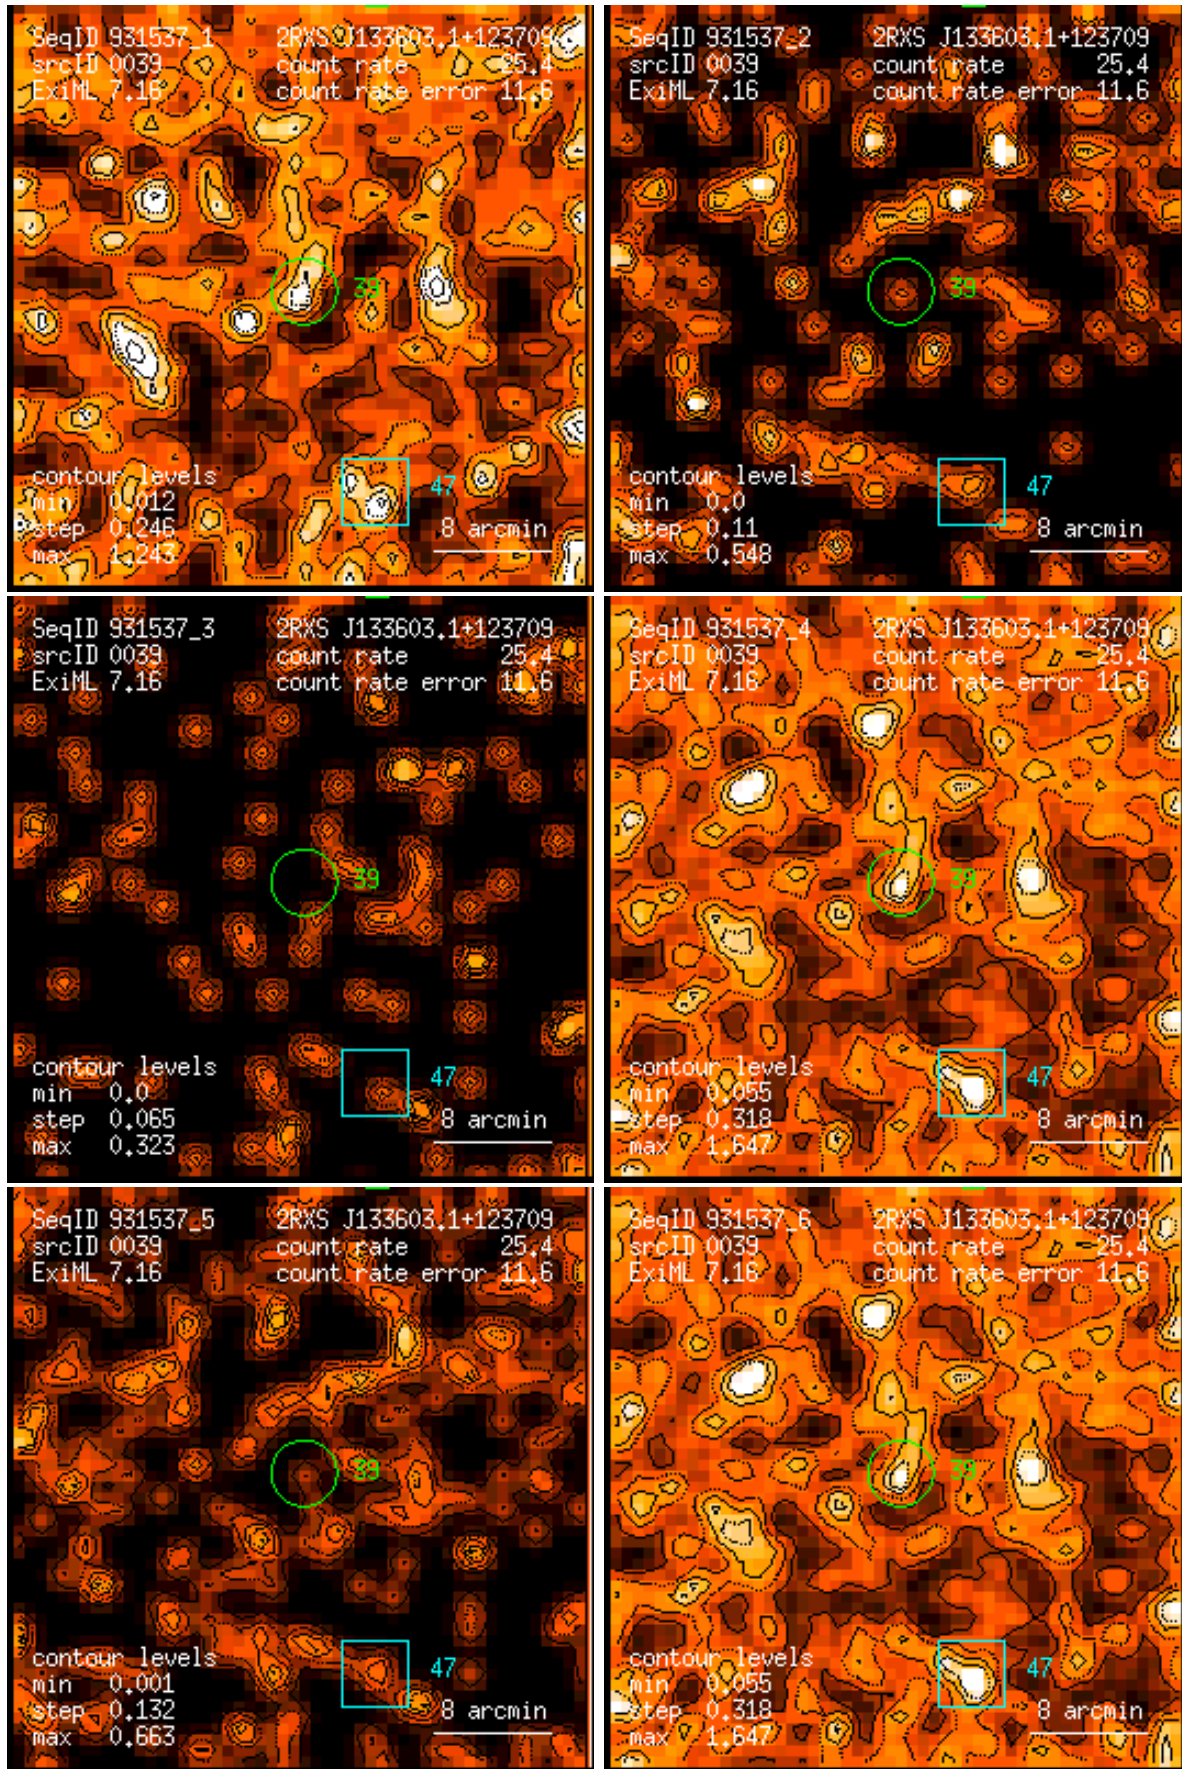 SeqID 931537_1 2RXS J133603.1+123709
srcID 0039 count rate 25.4
ExiML 7.16 count rate error 11.6
39
47
contour levels
min 0.012
step 0.246
max 1.243
8 arcmin
SeqID 931537_2 2RXS J133603.1+123709
srcID 0039 count rate 25.4
ExiML 7.16 count rate error 11.6
39
47
contour levels
min 0.0
step 0.11
max 0.548
8 arcmin
SeqID 931537_3 2RXS J133603.1+123709
srcID 0039 count rate 25.4
ExiML 7.16 count rate error 11.6
39
47
contour levels
min 0.0
step 0.065
max 0.323
8 arcmin
SeqID 931537_4 2RXS J133603.1+123709
srcID 0039 count rate 25.4
ExiML 7.16 count rate error 11.6
39
47
contour levels
min 0.055
step 0.318
max 1.647
8 arcmin
SeqID 931537_5 2RXS J133603.1+123709
srcID 0039 count rate 25.4
ExiML 7.16 count rate error 11.6
39
47
contour levels
min 0.001
step 0.132
max 0.663
8 arcmin
SeqID 931537_6 2RXS J133603.1+123709
srcID 0039 count rate 25.4
ExiML 7.16 count rate error 11.6
39
47
contour levels
min 0.055
step 0.318
max 1.647
8 arcmin